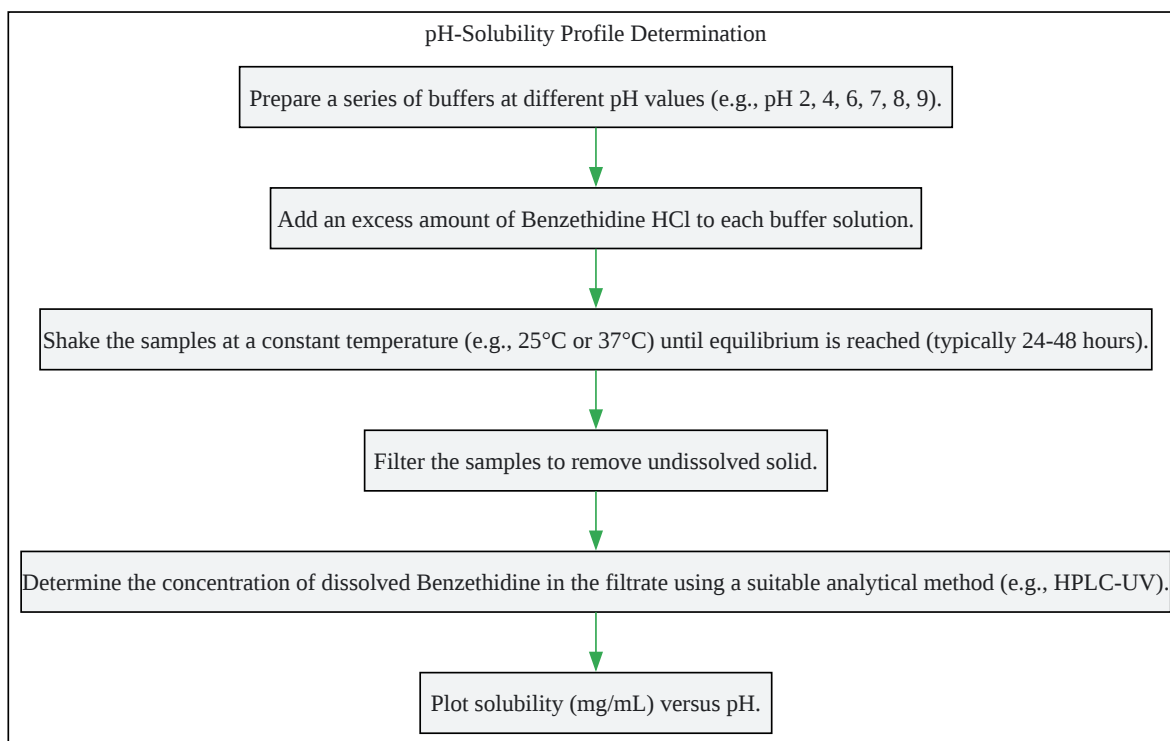 pH-Solubility Profile Determination
Prepare a series of buffers at different pH values (e.g., pH 2, 4, 6, 7, 8, 9).
Add an excess amount of Benzethidine HCl to each buffer solution.
Shake the samples at a constant temperature (e.g., 25°C or 37°C) until equilibrium is reached (typically 24-48 hours).
Filter the samples to remove undissolved solid.
Determine the concentration of dissolved Benzethidine in the filtrate using a suitable analytical method (e.g., HPLC-UV).
Plot solubility (mg/mL) versus pH.